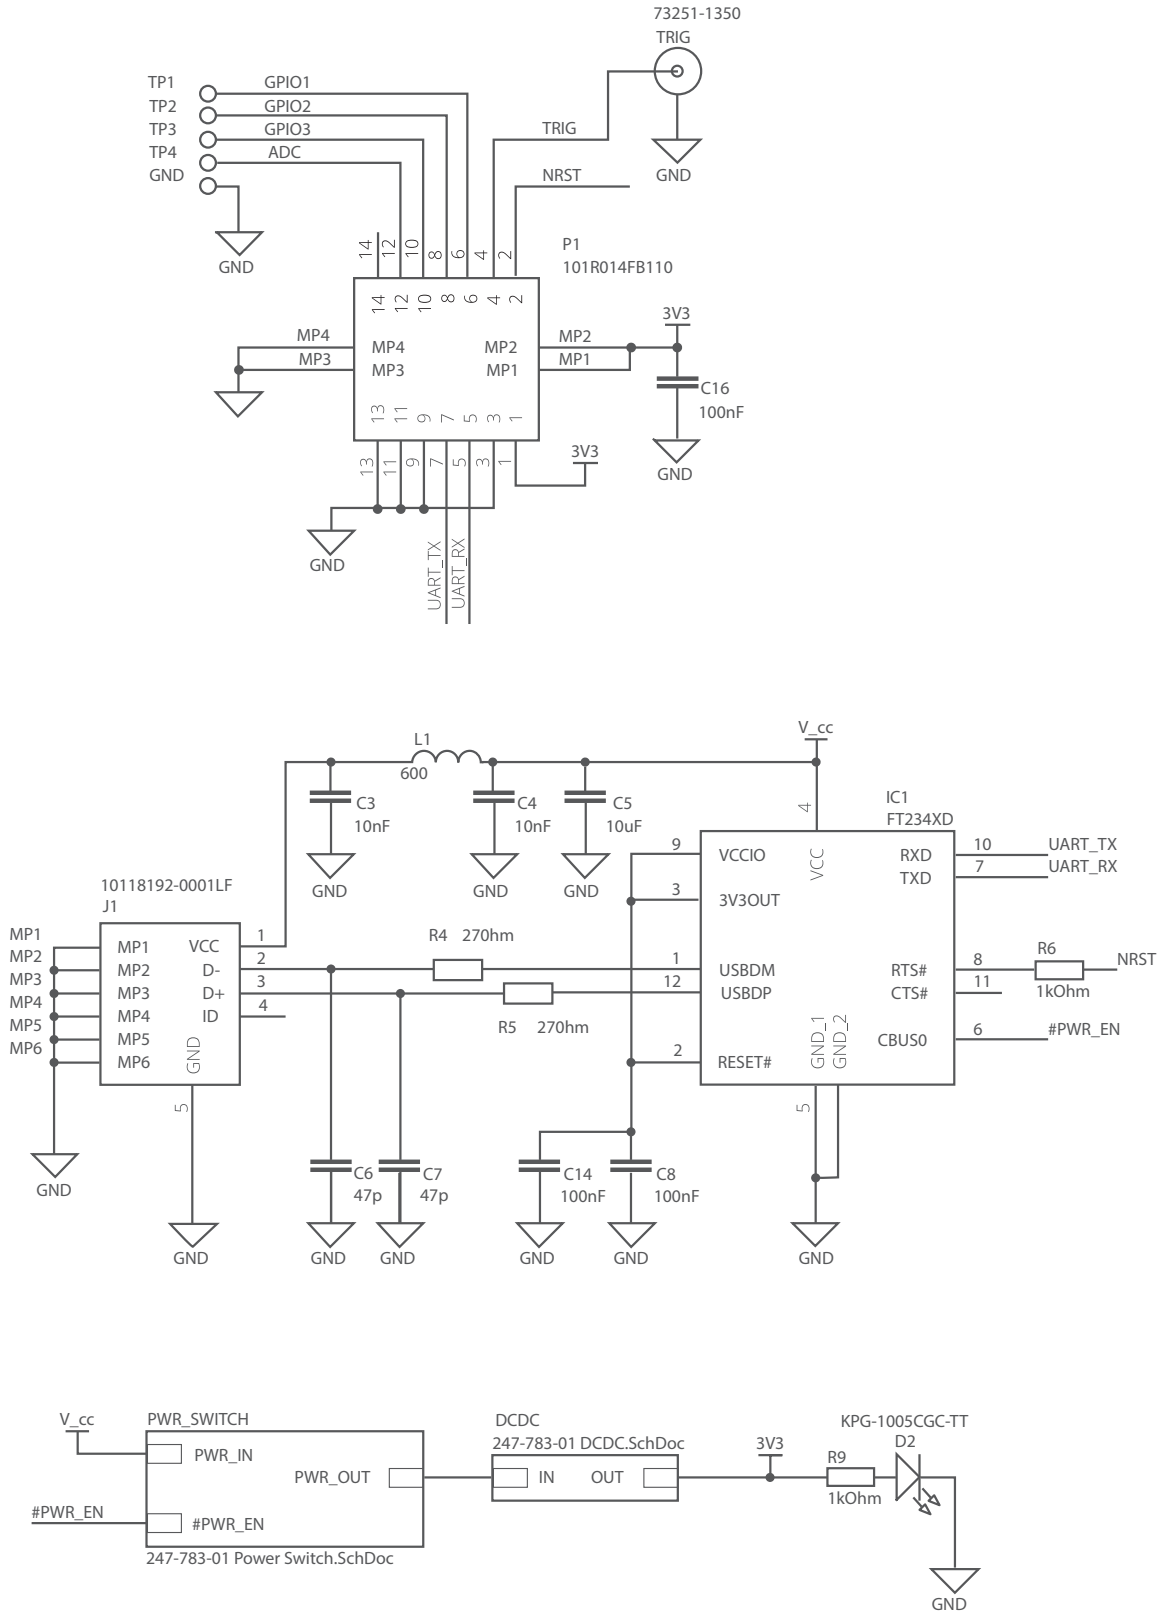 73251-1350
TRIG
TP1 GPIO1
TP2 GPIO2
TP3 GPIO3
TP4 ADC
GND
TRIG
NRST
GND
GND
P1
101R014FB110
14 12 10 8 6 4 2
14 12 10 8 6 4 2
MP4 MP4 MP2 MP2
MP3 MP3 MP1 MP1
3V3
C16
100nF
GND
13 11 9 7 5 3 1
13 11 9 7 5 3 1
3V3
GND
UART_TX
UART_RX
V_cc
L1
600
C3
10nF
C4
10nF
C5
10uF
GND
GND
GND
4
IC1
FT234XD
9 VCCIO
VCC
RXD 10 UART_TX
TXD 7 UART_RX
3 3V3OUT
10118192-0001LF
J1
MP1 MP1 VCC 1
MP2 MP2 D- 2
MP3 MP3 D+ 3
MP4 MP4 ID 4
MP5 MP5
MP6 MP6
GND
5
R4 270hm
R5 270hm
1 USBDM
12 USBDP
2 RESET#
RTS# 8
R6
1kOhm
NRST
CTS# 11
CBUS0 6 #PWR_EN
GND_1
GND_2
5
C6
47p
C7
47p
C14
100nF
C8
100nF
GND
GND
GND
GND
GND
GND
GND
V_cc
PWR_SWITCH
PWR_IN
PWR_OUT
#PWR_EN
#PWR_EN
247-783-01 Power Switch.SchDoc
DCDC
247-783-01 DCDC.SchDoc
IN OUT
3V3
R9
1kOhm
KPG-1005CGC-TT
D2
GND